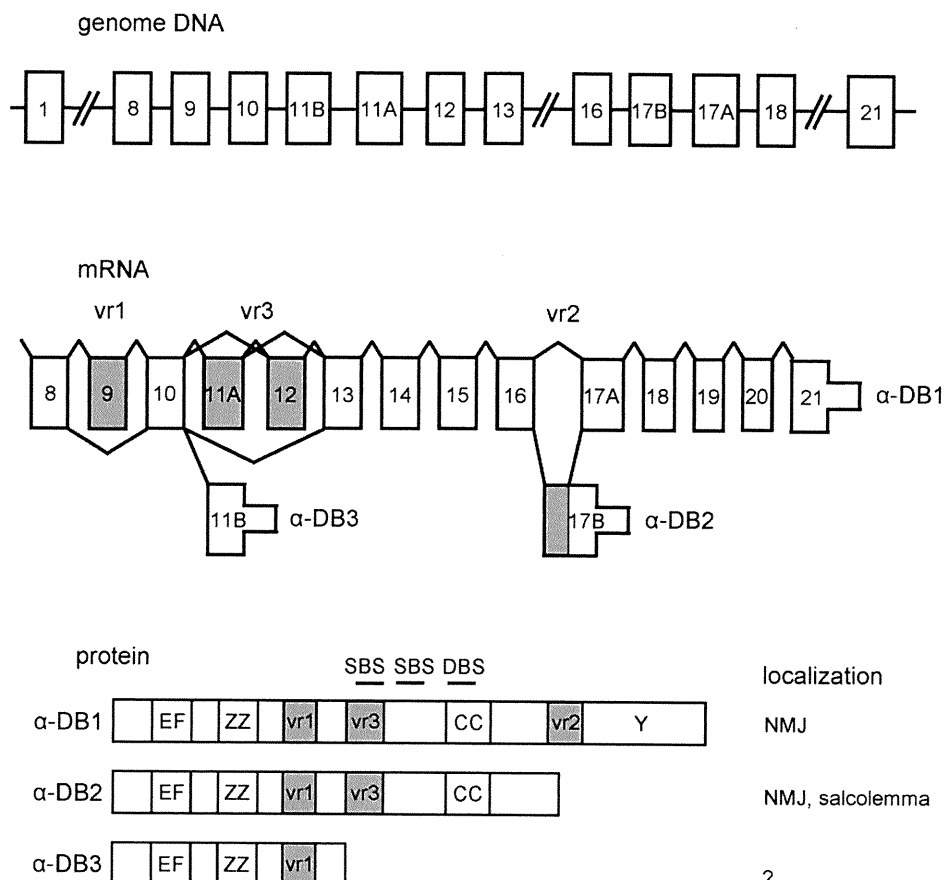 genome DNA
1 8 9 10 11B 11A 12 13 16 17B 17A 18 21
mRNA
vr1 vr3 vr2
8 9 10 11A 12 13 14 15 16 17A 18 19 20 21 α-DB1
11B α-DB3 17B α-DB2
protein
SBS SBS DBS
localization
α-DB1 EF ZZ vr1 vr3 CC vr2 Y NMJ
α-DB2 EF ZZ vr1 vr3 CC NMJ, salcolemma
α-DB3 EF ZZ vr1 ?